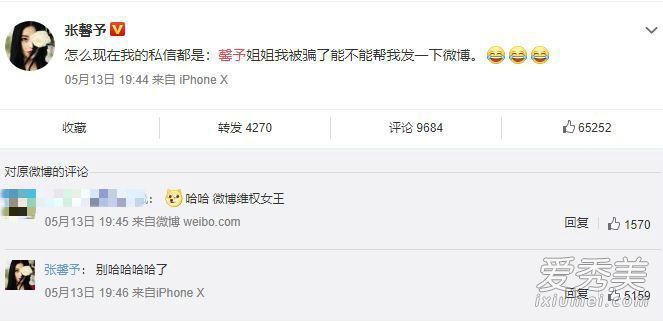 张馨予
怎么现在我的私信都是：馨予姐姐我被骗了能不能帮我发一下微博。
05月13日 19:44 来自 iPhone X
收藏 转发 4270 评论 9684 65252
对原微博的评论
： 哈哈 微博维权女王
05月13日 19:45 来自微博 weibo.com
回复 1570
张馨予：别哈哈哈哈了
05月13日 19:46 来自iPhone X
回复 5159
爱秀美
ixiumei.com